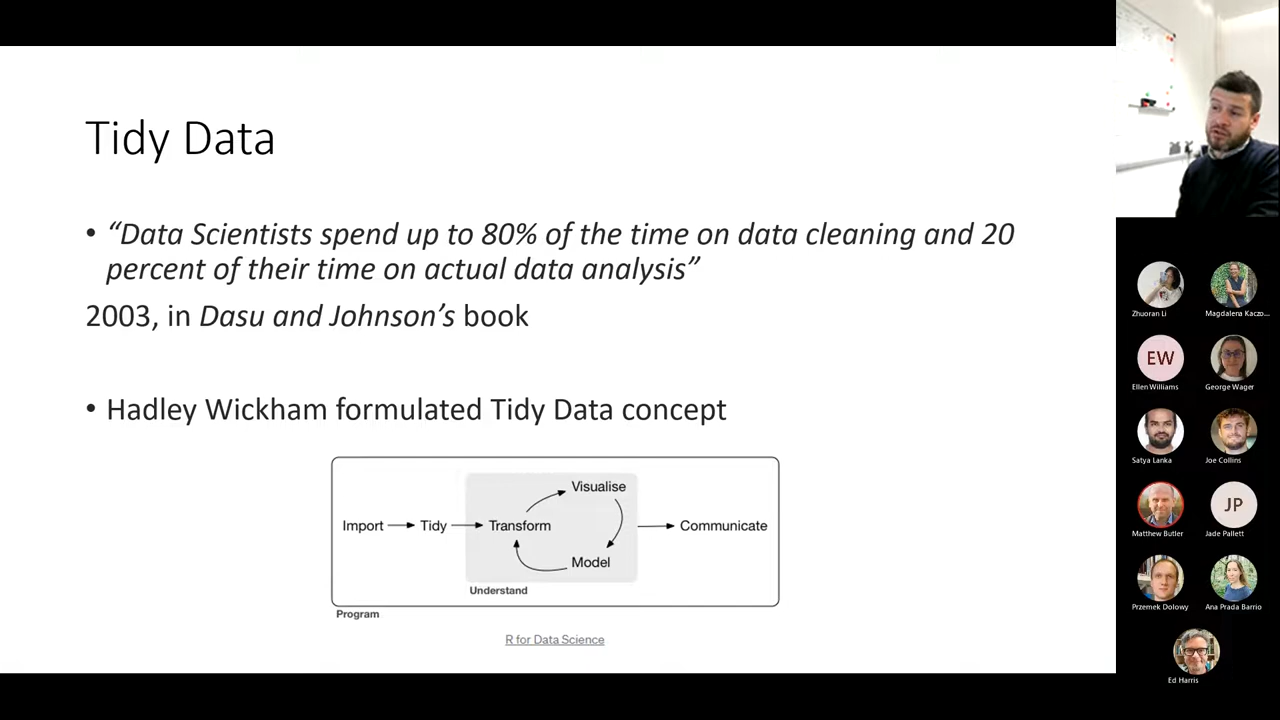 Tidy Data
• “Data Scientists spend up to 80% of the time on data cleaning and 20
percent of their time on actual data analysis”
2003, in Dasu and Johnson’s book
• Hadley Wickham formulated Tidy Data concept
Visualise
Import Tidy Transform Communicate
Model
Understand
Program
R for Data Science
Zhuoran Li
Magdalena Kaczo...
EW
Ellen Williams
George Wager
Satya Lanka
Joe Collins
JP
Matthew Butler
Jade Pallett
Przemek Dolowy
Ana Prada Barrio
Ed Harris